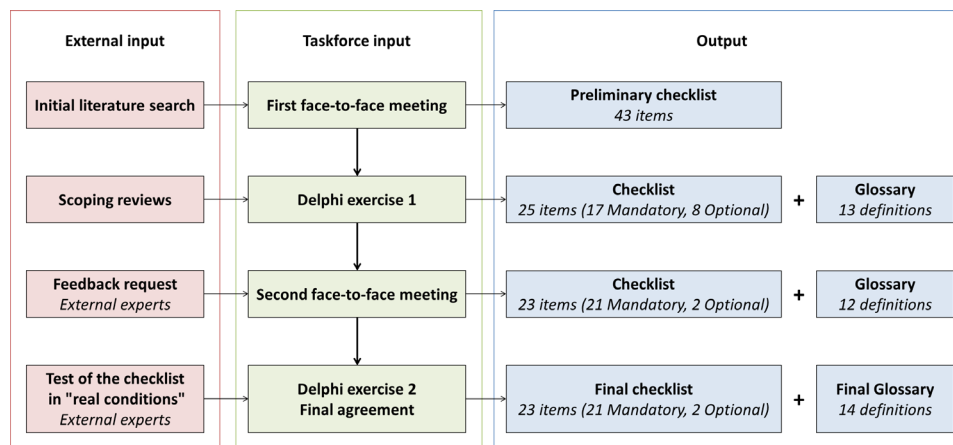 External input
Taskforce input
Output
Initial literature search
First face-to-face meeting
Preliminary checklist
43 items
Scoping reviews
Delphi exercise 1
Checklist
25 items (17 Mandatory, 8 Optional)
+
Glossary
13 definitions
Feedback request
External experts
Second face-to-face meeting
Checklist
23 items (21 Mandatory, 2 Optional)
+
Glossary
12 definitions
Test of the checklist
in "real conditions"
External experts
Delphi exercise 2
Final agreement
Final checklist
23 items (21 Mandatory, 2 Optional)
+
Final Glossary
14 definitions